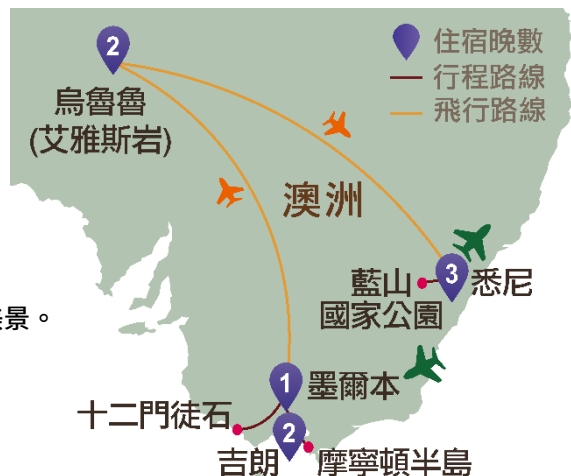 2
住宿晚數
行程路線
飛行路線
烏魯魯
(艾雅斯岩)
澳洲
3
藍山
國家公園
悉尼
景。
1
墨爾本
十二門徒石
2
吉朗
摩寧頓半島